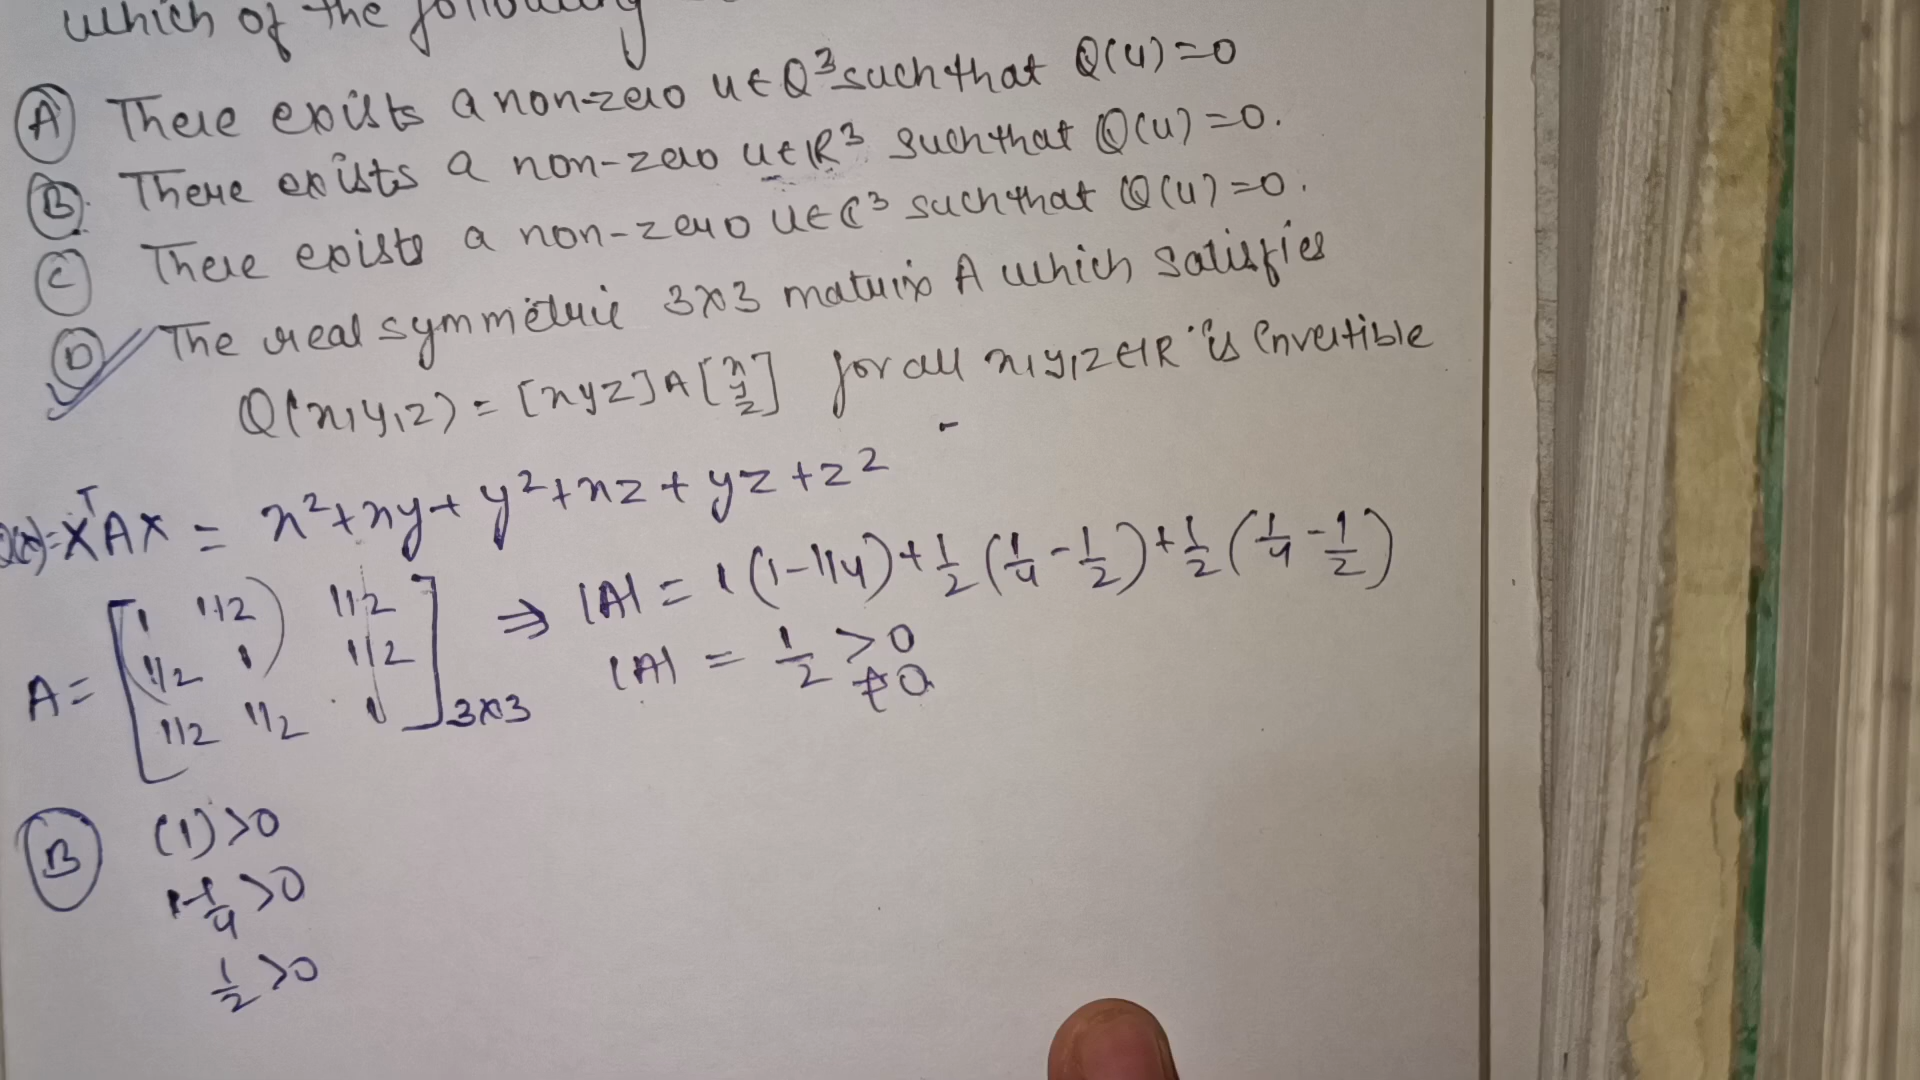 which of the following
(A) There exists a non-zero u ∈ Q³ such that Q(u) = 0
(B) There exists a non-zero u ∈ ℝ³ such that Q(u) = 0.
(C) There exists a non-zero u ∈ ℂ³ such that Q(u) = 0.
(D) The real symmetric 3×3 matrix A which satisfies
Q(x,y,z) = [x y z] A [x y z] for all x,y,z ∈ ℝ is invertible
Q(x) = XᵀAX = x² + xy + y² + xz + yz + z²
A = [1 1/2 1/2
1/2 1 1/2
1/2 1/2 1]3×3
⇒ |A| = 1(1 - 1/4) + 1/2(1/4 - 1/2) + 1/2(1/4 - 1/2)
|A| = 1/2 > 0
≠ 0
(B) (1) > 0
1 - 1/4 > 0
1/2 > 0